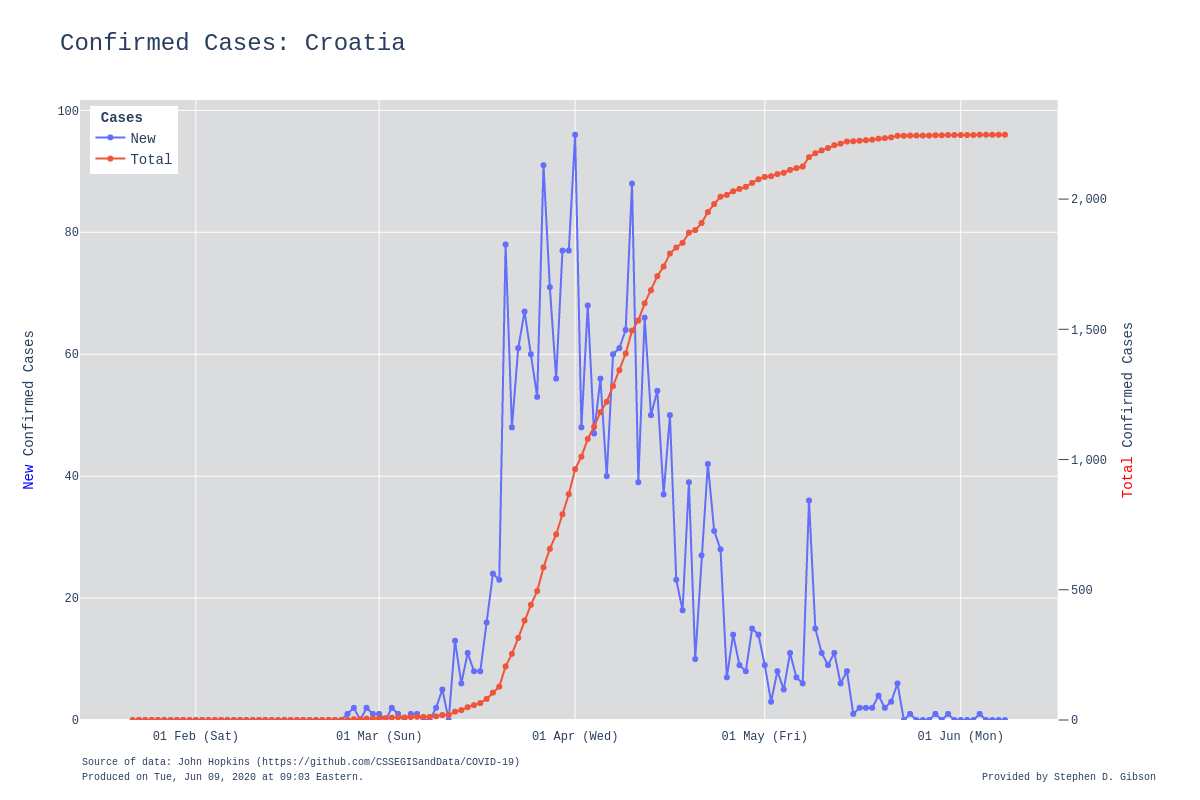 Confirmed Cases: Croatia
Cases
New
Total
100
80
60
40
20
0
2,000
1,500
1,000
500
0
New Confirmed Cases
Total Confirmed Cases
01 Feb (Sat) 01 Mar (Sun) 01 Apr (Wed) 01 May (Fri) 01 Jun (Mon)
Source of data: John Hopkins (https://github.com/CSSEGISandData/COVID-19)
Produced on Tue, Jun 09, 2020 at 09:03 Eastern.
Provided by Stephen D. Gibson